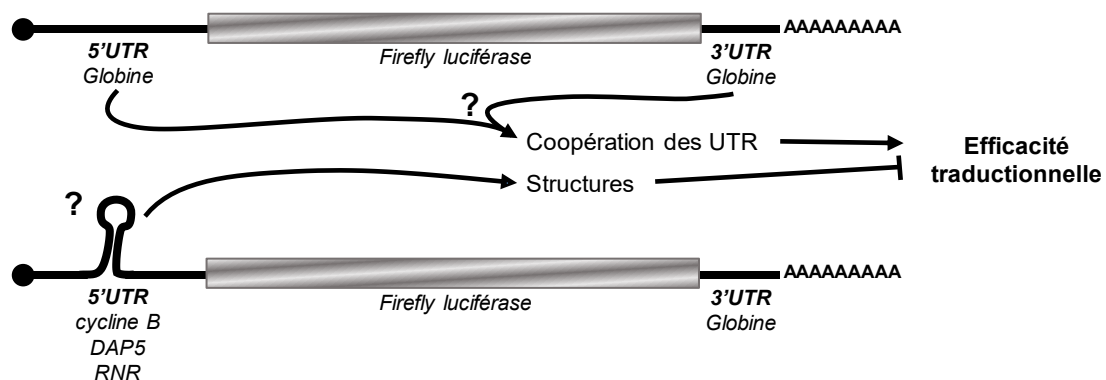 AAAAAAAAA
5’UTR
Globine
Firefly luciférase
3’UTR
Globine
?
Coopération des UTR
Efficacité
traductionnelle
Structures
?
AAAAAAAAA
5’UTR
cycline B
DAP5
RNR
Firefly luciférase
3’UTR
Globine